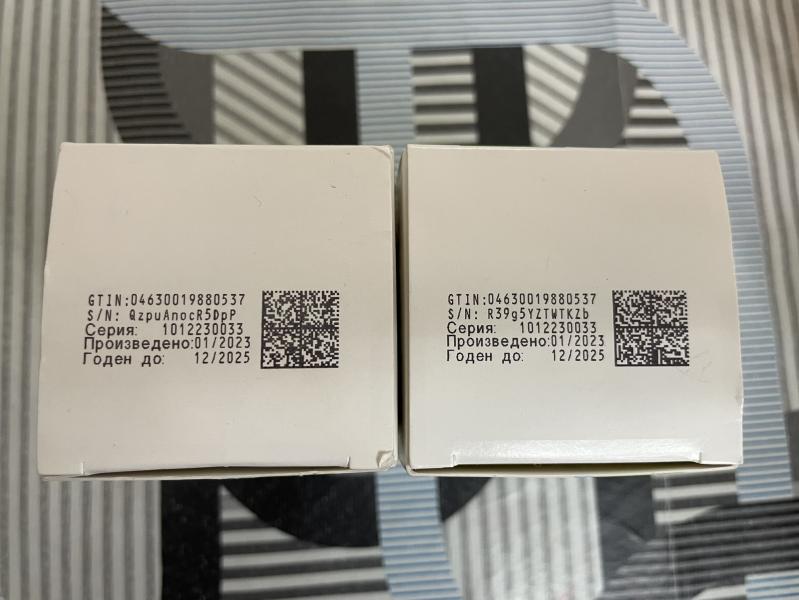 GTIN:04630019880537
S/N: QzpuAnocR5DpP
Серия: 1012230033
Произведено:01/2023
Годен до: 12/2025
GTIN:04630019880537
S/N: R39g5YZTWTKZb
Серия: 1012230033
Произведено:01/2023
Годен до: 12/2025